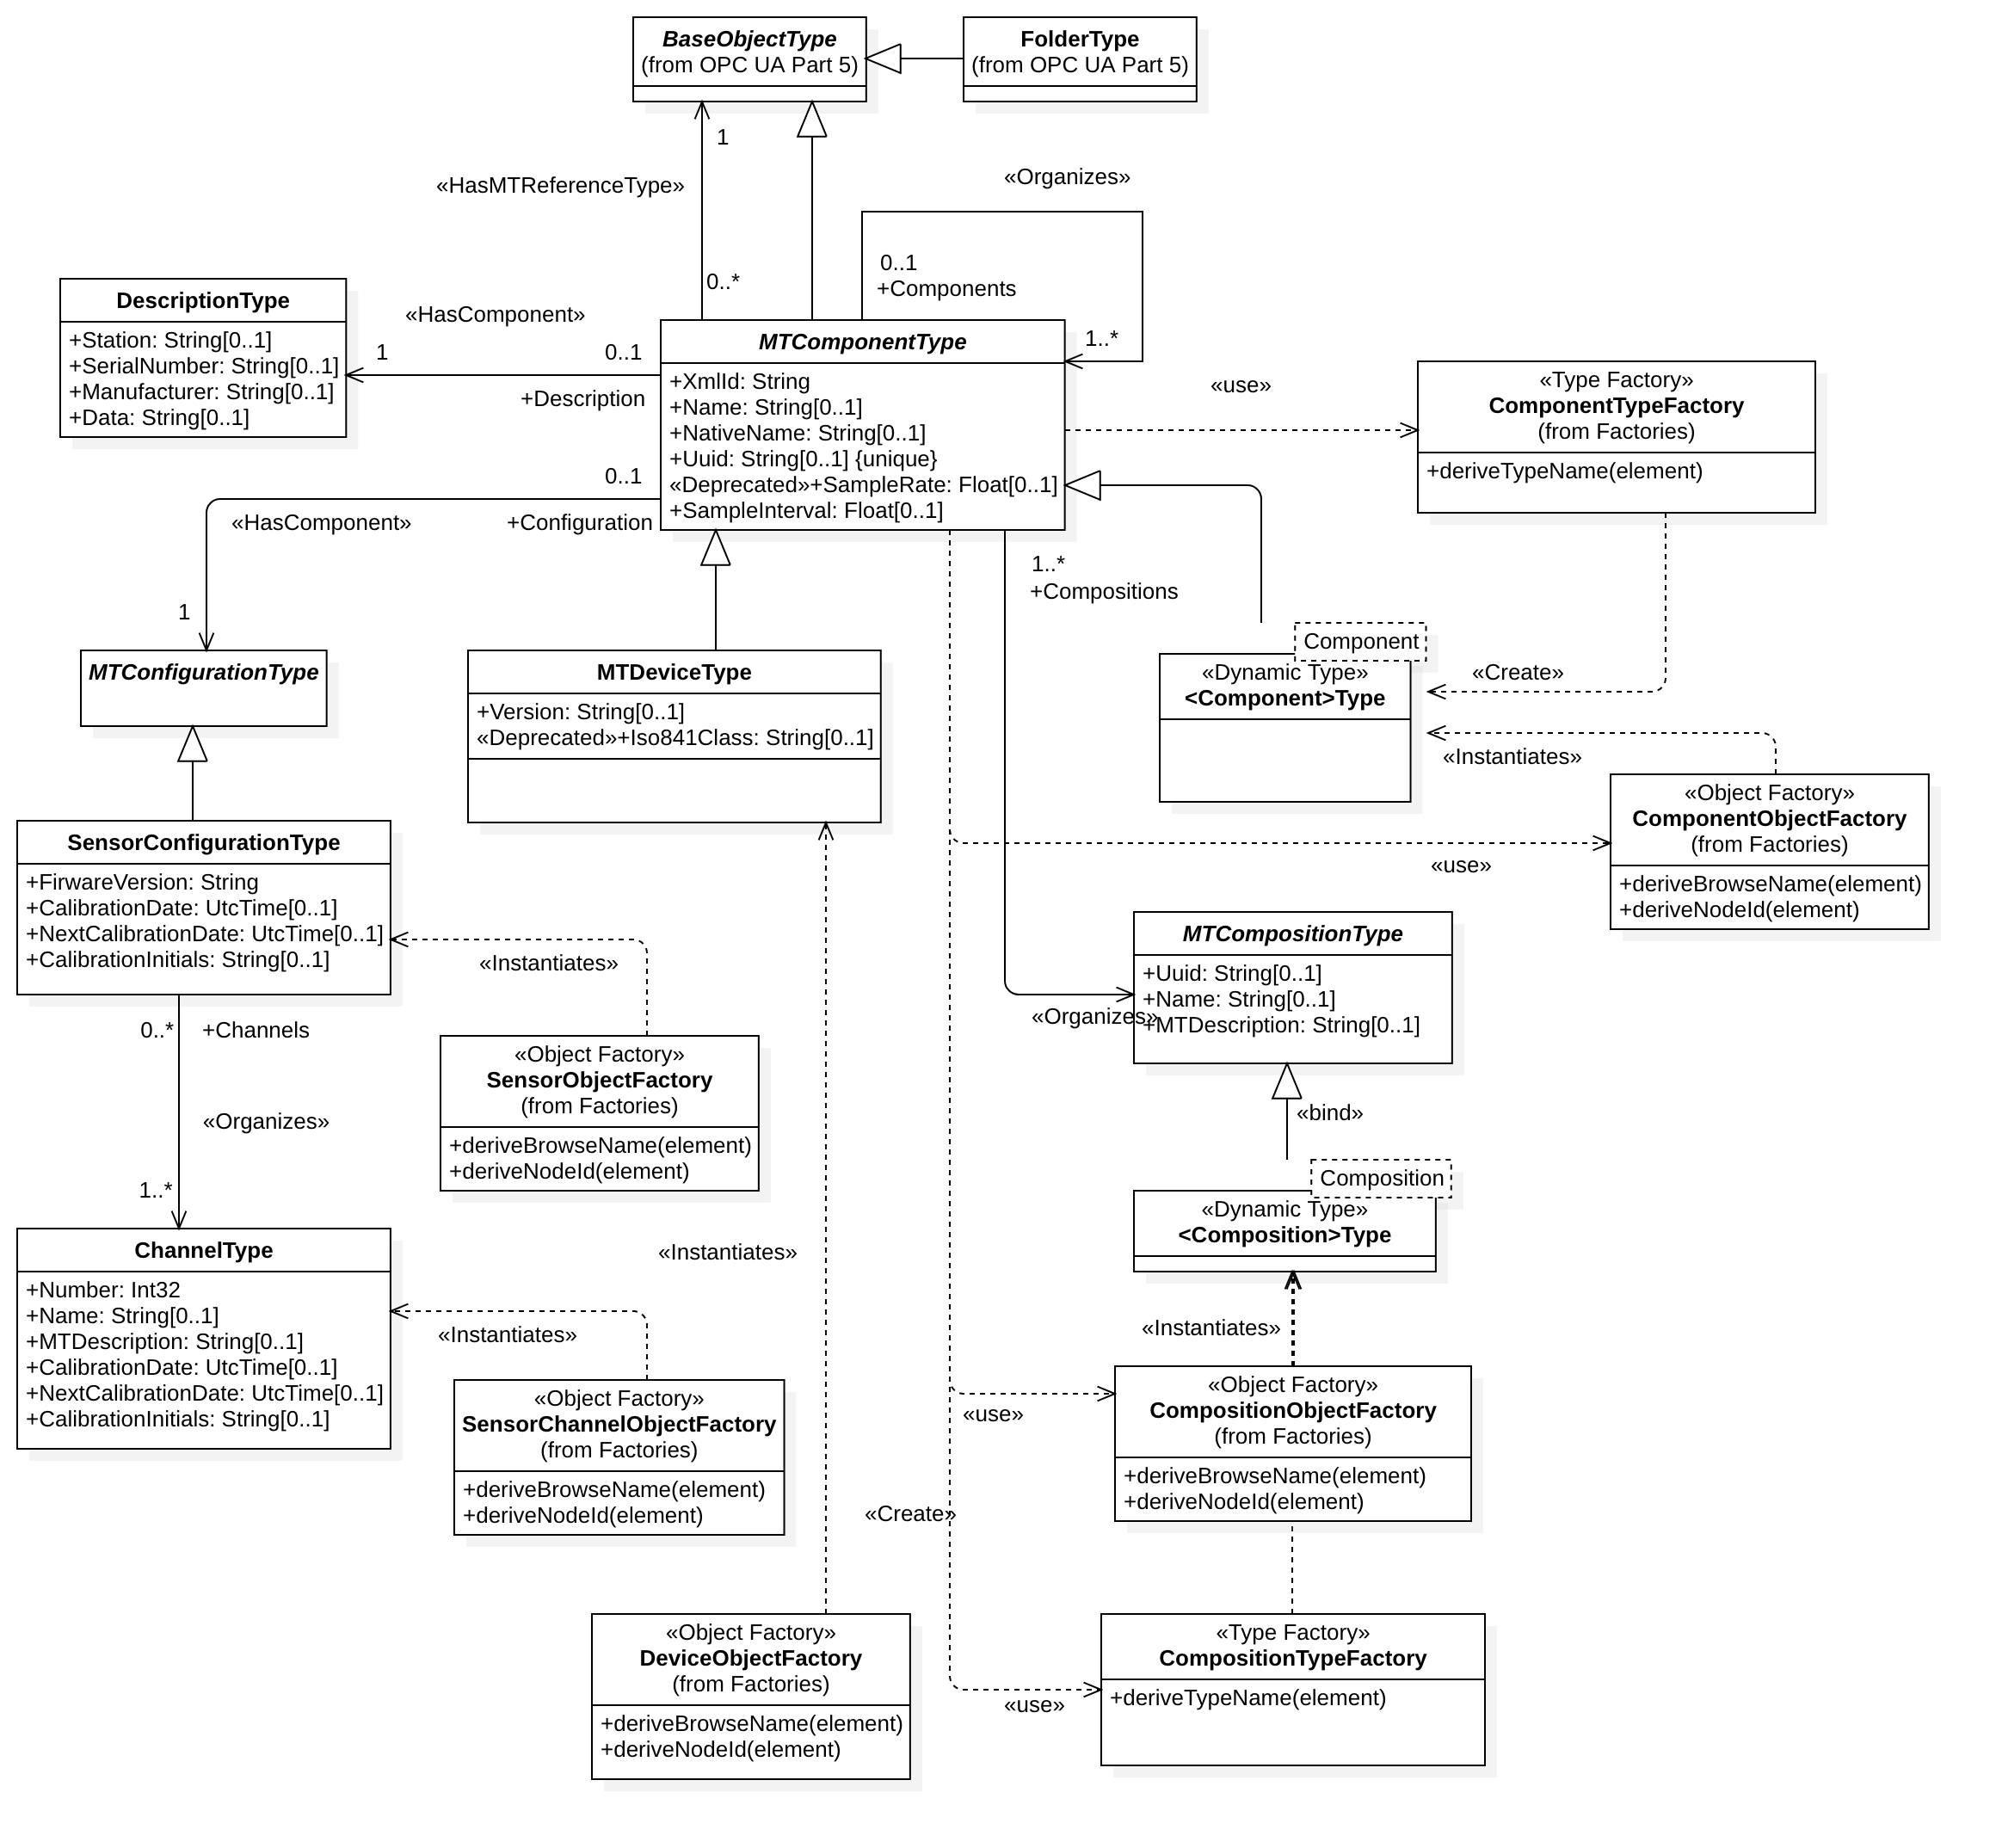 BaseObjectType
(from OPC UA Part 5)
FolderType
(from OPC UA Part 5)
1
«HasMTReferenceType»
0..*
«Organizes»
0..1
+Components
1..*
DescriptionType
+Station: String[0..1]
+SerialNumber: String[0..1]
+Manufacturer: String[0..1]
+Data: String[0..1]
«HasComponent»
1
0..1
+Description
MTComponentType
+XmlId: String
+Name: String[0..1]
+NativeName: String[0..1]
+Uuid: String[0..1] {unique}
«Deprecated»+SampleRate: Float[0..1]
+SampleInterval: Float[0..1]
«use»
«Type Factory»
ComponentTypeFactory
(from Factories)
+deriveTypeName(element)
0..1
«HasComponent»
+Configuration
1
1..*
+Compositions
MTConfigurationType
MTDeviceType
+Version: String[0..1]
«Deprecated»+Iso841Class: String[0..1]
Component
«Dynamic Type»
<Component>Type
«Create»
«Instantiates»
«Object Factory»
ComponentObjectFactory
(from Factories)
+deriveBrowseName(element)
+deriveNodeId(element)
«use»
SensorConfigurationType
+FirwareVersion: String
+CalibrationDate: UtcTime[0..1]
+NextCalibrationDate: UtcTime[0..1]
+CalibrationInitials: String[0..1]
«Instantiates»
MTCompositionType
+Uuid: String[0..1]
+Name: String[0..1]
+MTDescription: String[0..1]
«Organizes»
0..*
+Channels
«Organizes»
1..*
«Object Factory»
SensorObjectFactory
(from Factories)
+deriveBrowseName(element)
+deriveNodeId(element)
«bind»
Composition
«Dynamic Type»
<Composition>Type
«Instantiates»
ChannelType
+Number: Int32
+Name: String[0..1]
+MTDescription: String[0..1]
+CalibrationDate: UtcTime[0..1]
+NextCalibrationDate: UtcTime[0..1]
+CalibrationInitials: String[0..1]
«Instantiates»
«Instantiates»
«Object Factory»
SensorChannelObjectFactory
(from Factories)
+deriveBrowseName(element)
+deriveNodeId(element)
«Object Factory»
CompositionObjectFactory
(from Factories)
+deriveBrowseName(element)
+deriveNodeId(element)
«use»
«Create»
«Object Factory»
DeviceObjectFactory
(from Factories)
+deriveBrowseName(element)
+deriveNodeId(element)
«Type Factory»
CompositionTypeFactory
+deriveTypeName(element)
«use»